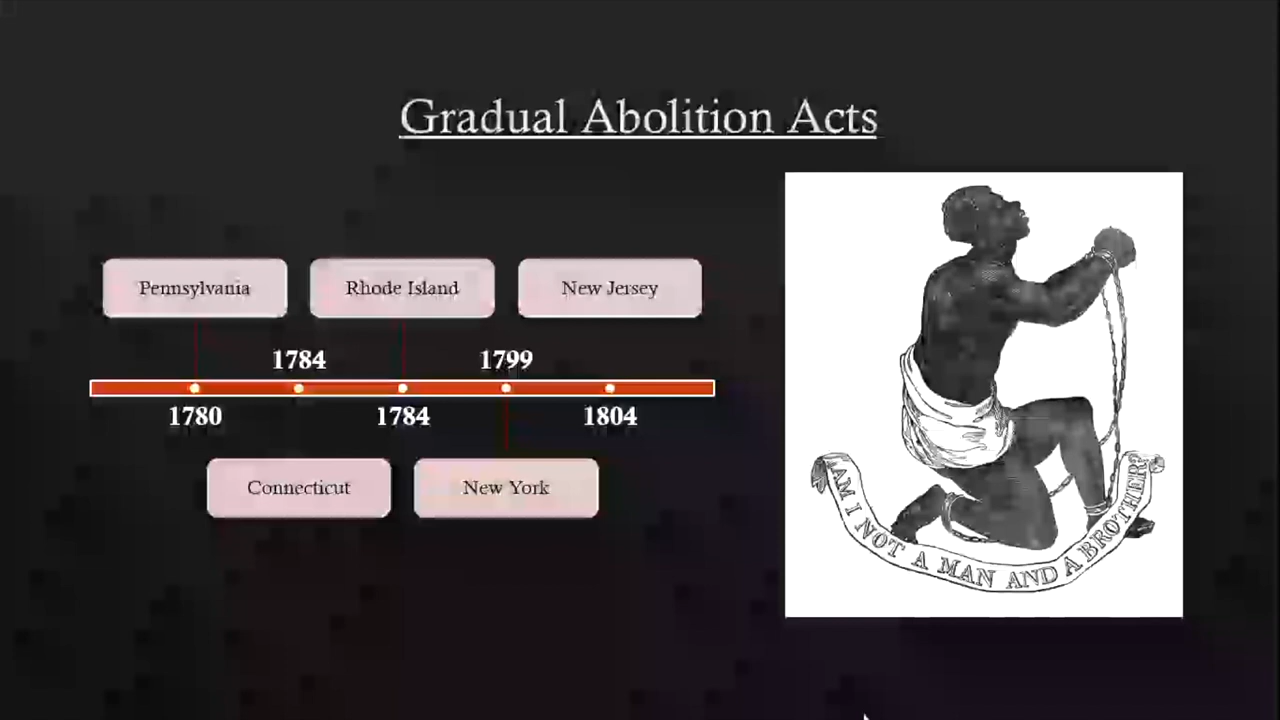 Gradual Abolition Acts
Pennsylvania
Rhode Island
New Jersey
1784
1799
1780
1784
1804
Connecticut
New York
AM I NOT A MAN AND A BROTHER?